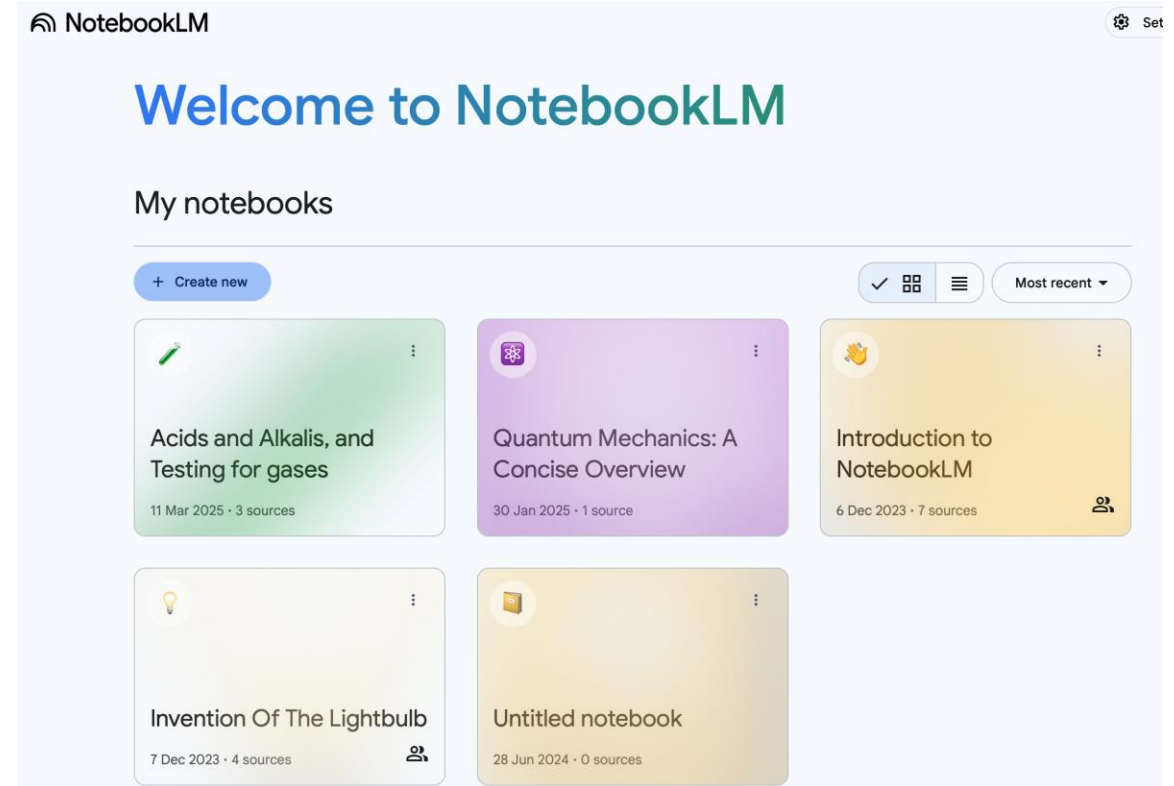 NotebookLM
Set
Welcome to NotebookLM
My notebooks
+ Create new
Most recent
Acids and Alkalis, and
Testing for gases
11 Mar 2025 · 3 sources
Quantum Mechanics: A
Concise Overview
30 Jan 2025 · 1 source
Introduction to
NotebookLM
6 Dec 2023 · 7 sources
Invention Of The Lightbulb
7 Dec 2023 · 4 sources
Untitled notebook
28 Jun 2024 · 0 sources